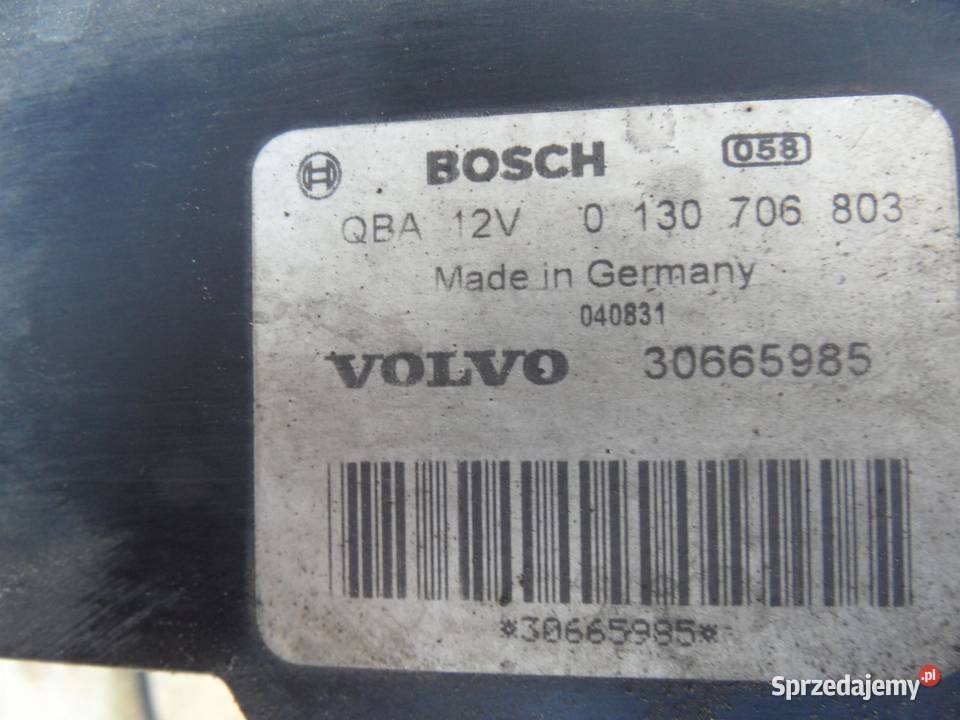 BOSCH 058
QBA 12V 0 130 706 803
Made in Germany
040831
VOLVO 30665985
*30665985*
Sprzedajemy.pl